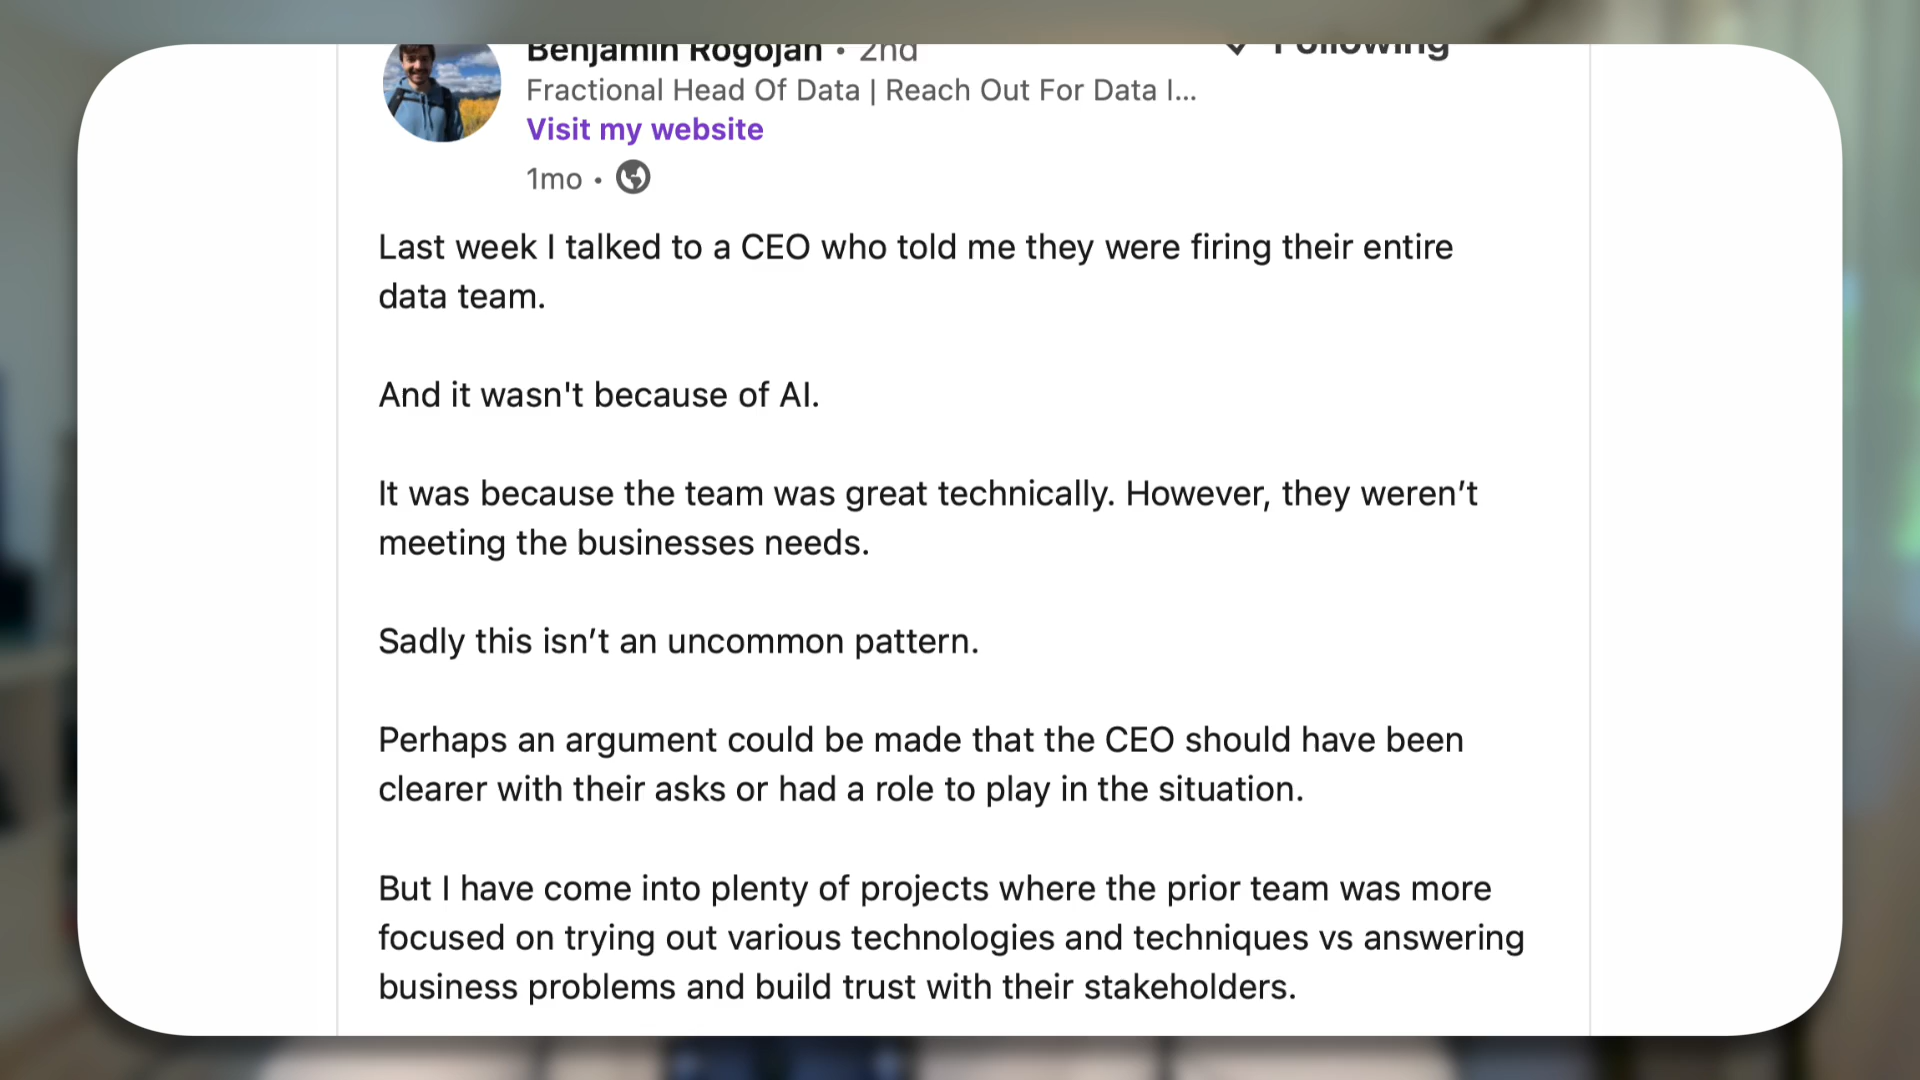 Benjamin Rogojan • 2nd
Following
Fractional Head Of Data | Reach Out For Data I...
Visit my website
1mo •
Last week I talked to a CEO who told me they were firing their entire
data team.
And it wasn't because of AI.
It was because the team was great technically. However, they weren’t
meeting the businesses needs.
Sadly this isn’t an uncommon pattern.
Perhaps an argument could be made that the CEO should have been
clearer with their asks or had a role to play in the situation.
But I have come into plenty of projects where the prior team was more
focused on trying out various technologies and techniques vs answering
business problems and build trust with their stakeholders.